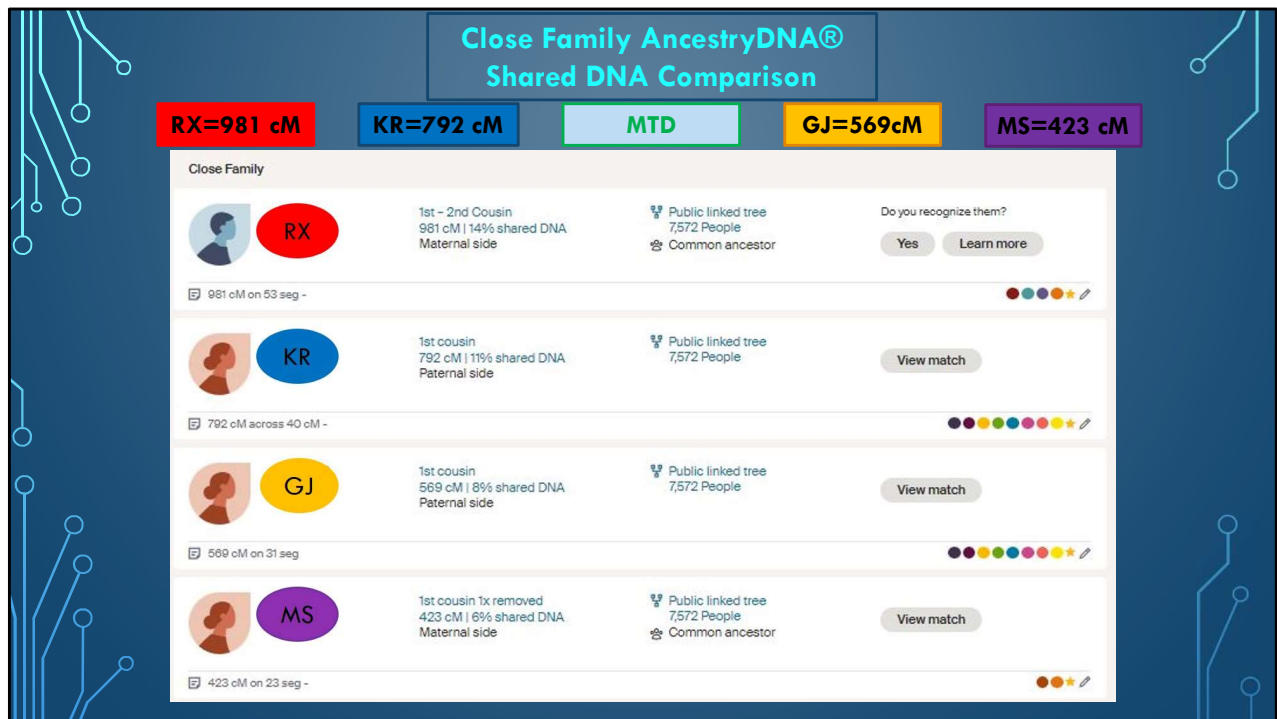 Close Family AncestryDNA®
Shared DNA Comparison
RX=981 cM KR=792 cM MTD GJ=569cM MS=423 cM
Close Family
RX
1st – 2nd Cousin
981 cM | 14% shared DNA
Maternal side
Public linked tree
7,572 People
Common ancestor
Do you recognize them?
Yes Learn more
981 cM on 53 seg -
KR
1st cousin
792 cM | 11% shared DNA
Paternal side
Public linked tree
7,572 People
View match
792 cM across 40 cM -
GJ
1st cousin
569 cM | 8% shared DNA
Paternal side
Public linked tree
7,572 People
View match
569 cM on 31 seg
MS
1st cousin 1x removed
423 cM | 6% shared DNA
Maternal side
Public linked tree
7,572 People
Common ancestor
View match
423 cM on 23 seg -